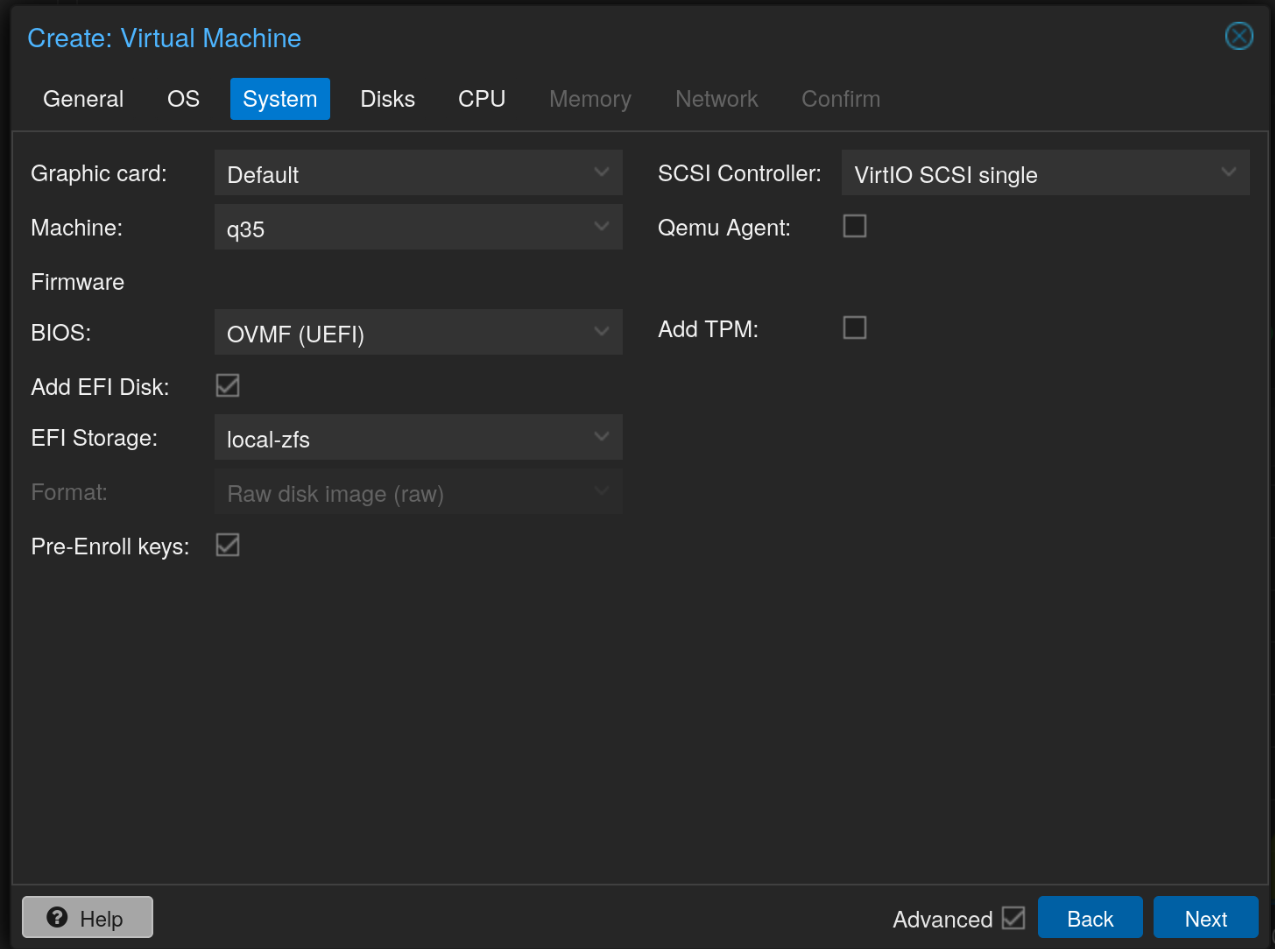 Create: Virtual Machine
General OS System Disks CPU Memory Network Confirm
Graphic card: Default
SCSI Controller: VirtIO SCSI single
Machine: q35
Qemu Agent:
Firmware
BIOS: OVMF (UEFI)
Add TPM:
Add EFI Disk:
EFI Storage: local-zfs
Format: Raw disk image (raw)
Pre-Enroll keys:
Help
Advanced
Back
Next